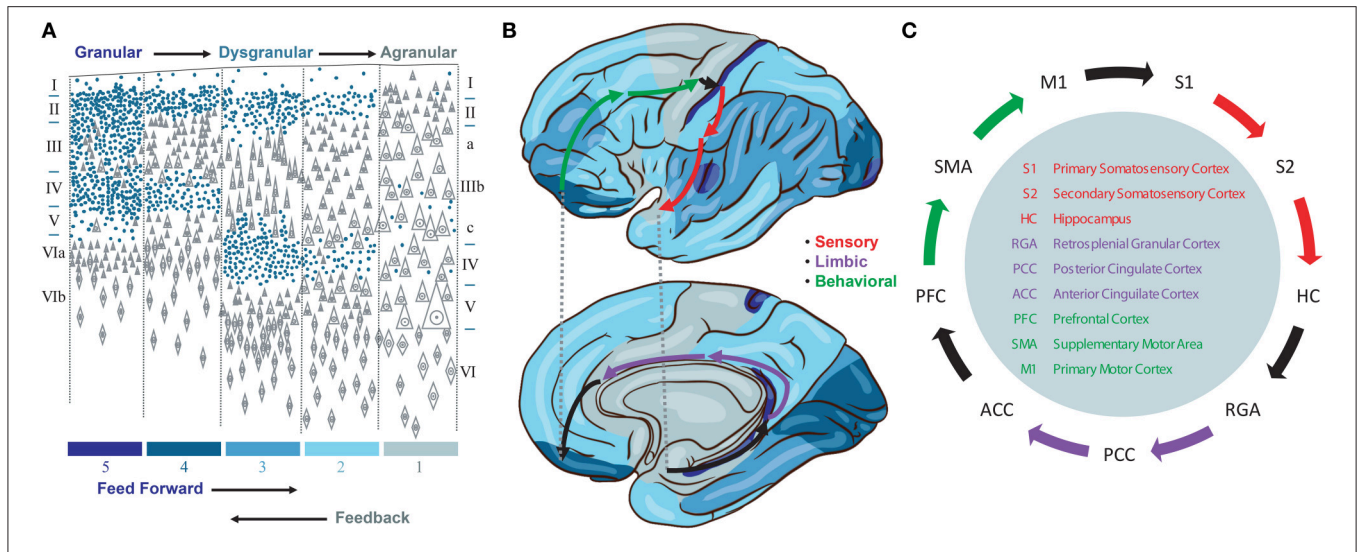 A
Granular
Dysgranular
Agranular
I
II
III
IV
V
VIa
VIb
I
II
a
IIIb
c
IV
V
VI
5
4
3
2
1
Feed Forward
Feedback
B
• Sensory
• Limbic
• Behavioral
C
M1
S1
S2
HC
RGA
PCC
ACC
PFC
SMA
S1 Primary Somatosensory Cortex
S2 Secondary Somatosensory Cortex
HC Hippocampus
RGA Retrosplenial Granular Cortex
PCC Posterior Cingulate Cortex
ACC Anterior Cinguilate Cortex
PFC Prefrontal Cortex
SMA Supplementary Motor Area
M1 Primary Motor Cortex